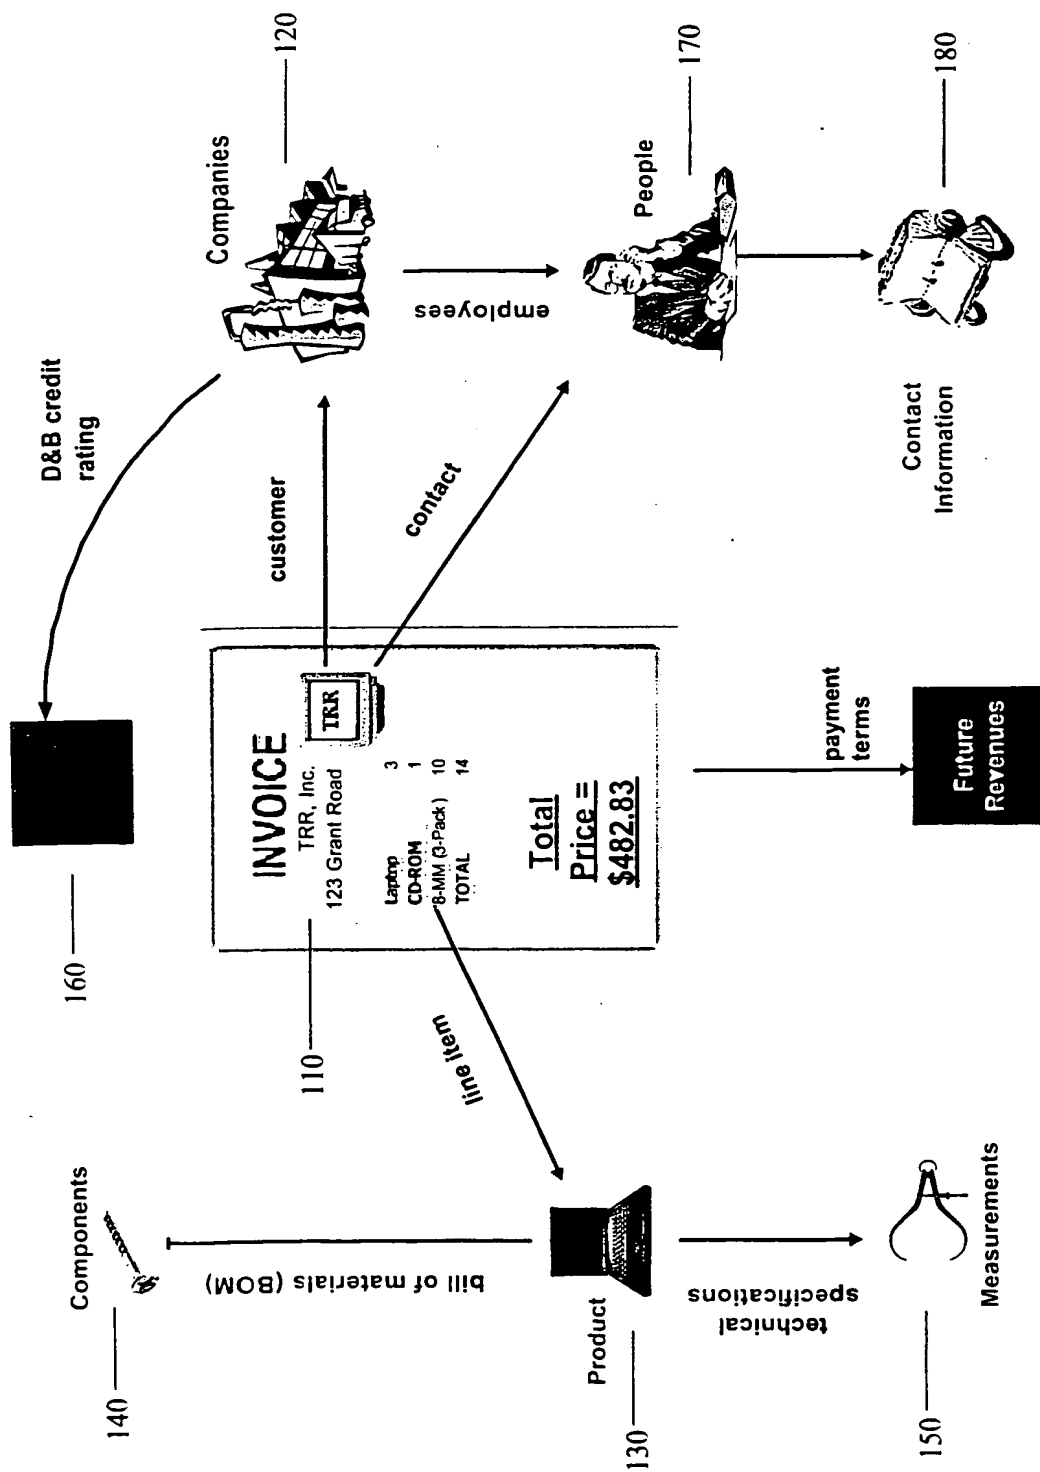 140
Components
bill of materials (BOM)
Product
130
technical
specifications
150
Measurements
160
D&B credit
rating
110
INVOICE
TRR, Inc.
123 Grant Road
TRR
Laptop 3
CD-ROM 1
8-MM (3-Pack) 10
TOTAL 14
Total
Price =
$482.83
line item
customer
contact
payment
terms
Future
Revenues
Companies
120
employees
People
170
Contact
Information
180